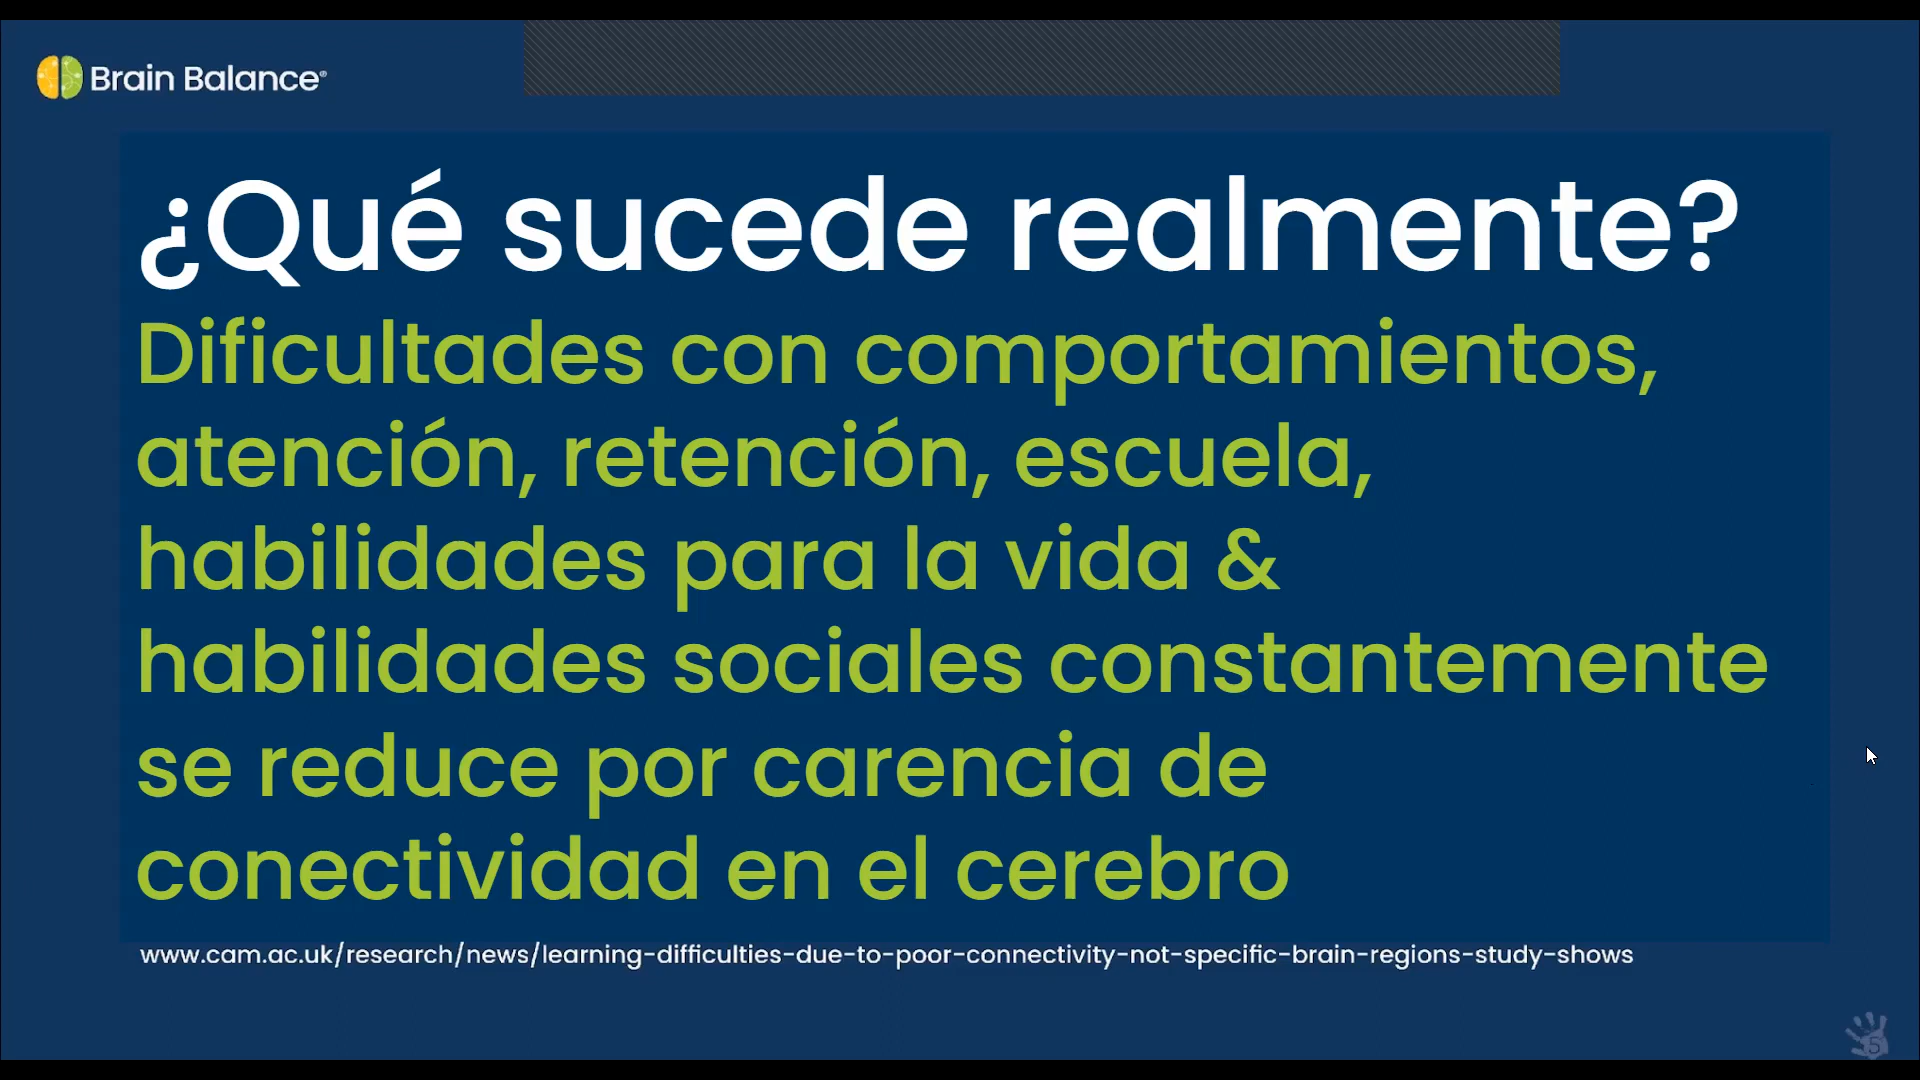 Brain Balance®
¿Qué sucede realmente?
Dificultades con comportamientos,
atención, retención, escuela,
habilidades para la vida &
habilidades sociales constantemente
se reduce por carencia de
conectividad en el cerebro
www.cam.ac.uk/research/news/learning-difficulties-due-to-poor-connectivity-not-specific-brain-regions-study-shows
5